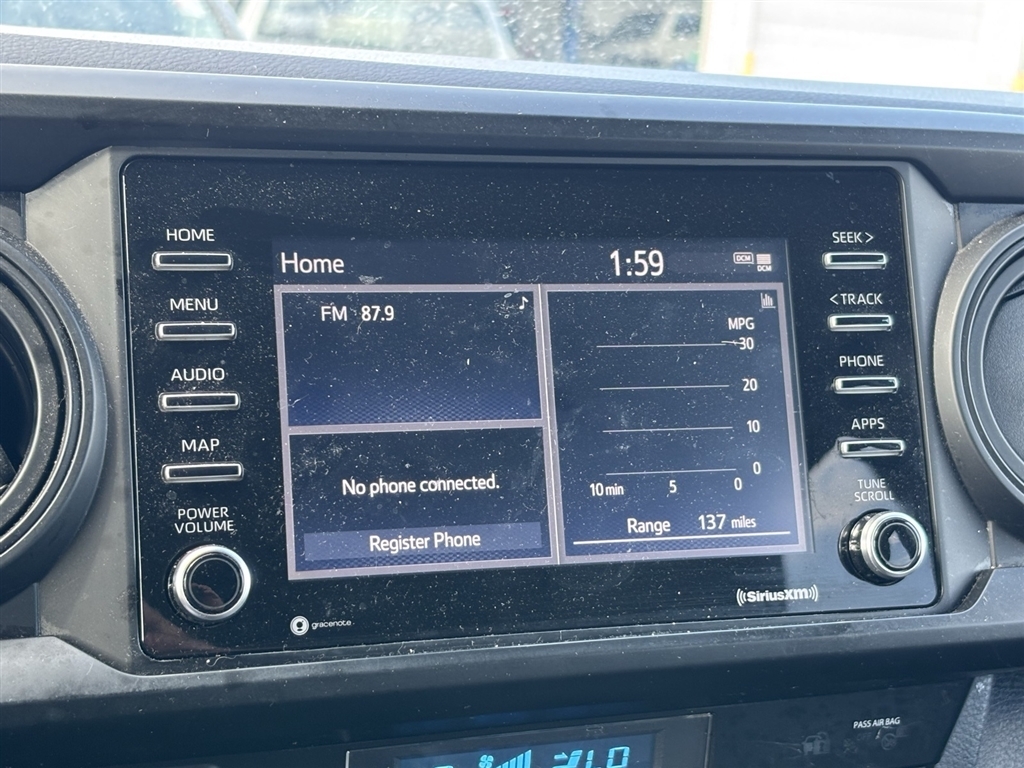 HOME
MENU
AUDIO
MAP
POWER
VOLUME
Home
1:59
DCM
DCM
FM 87.9
No phone connected.
Register Phone
MPG
30
20
10
0
10 min 5 0
Range 137 miles
SEEK >
< TRACK
PHONE
APPS
TUNE
SCROLL
gracenote
((SiriusXM))
PASS AIR BAG
LO